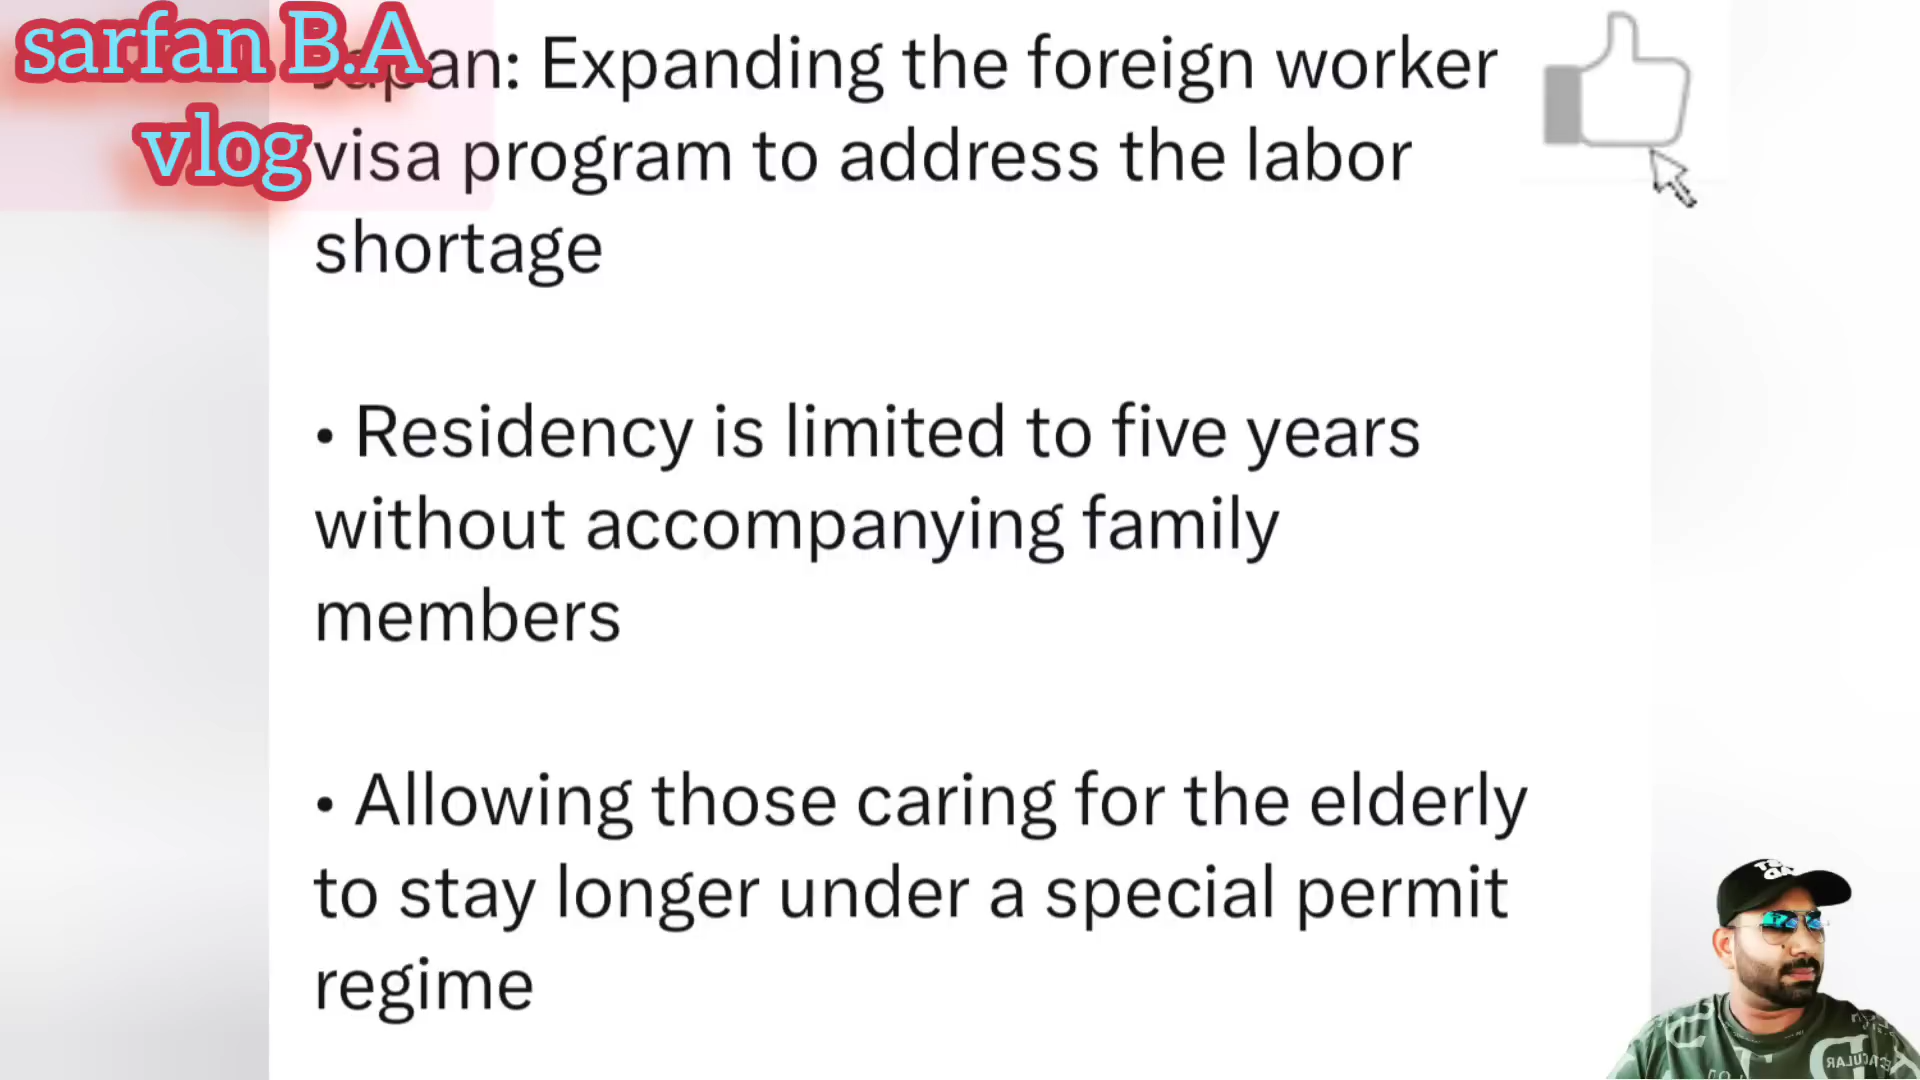 sarfan B.A
vlog
Japan: Expanding the foreign worker
visa program to address the labor
shortage
• Residency is limited to five years
without accompanying family
members
• Allowing those caring for the elderly
to stay longer under a special permit
regime